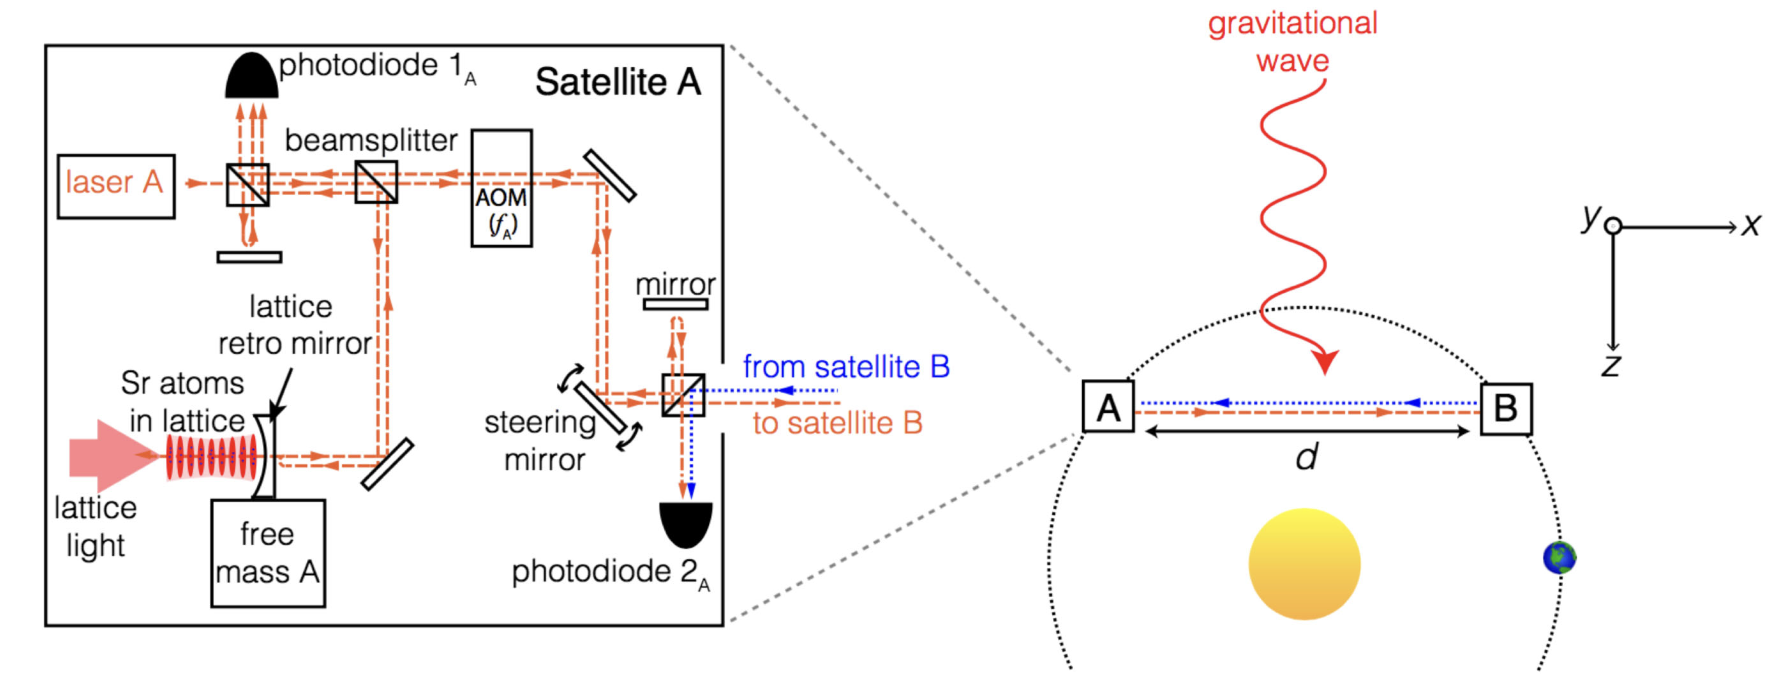 photodiode 1A
Satellite A
beamsplitter
laser A
AOM
(fA)
mirror
lattice
retro mirror
Sr atoms
in lattice
steering
mirror
from satellite B
to satellite B
lattice
light
free
mass A
photodiode 2A
gravitational
wave
y
x
z
A
B
d